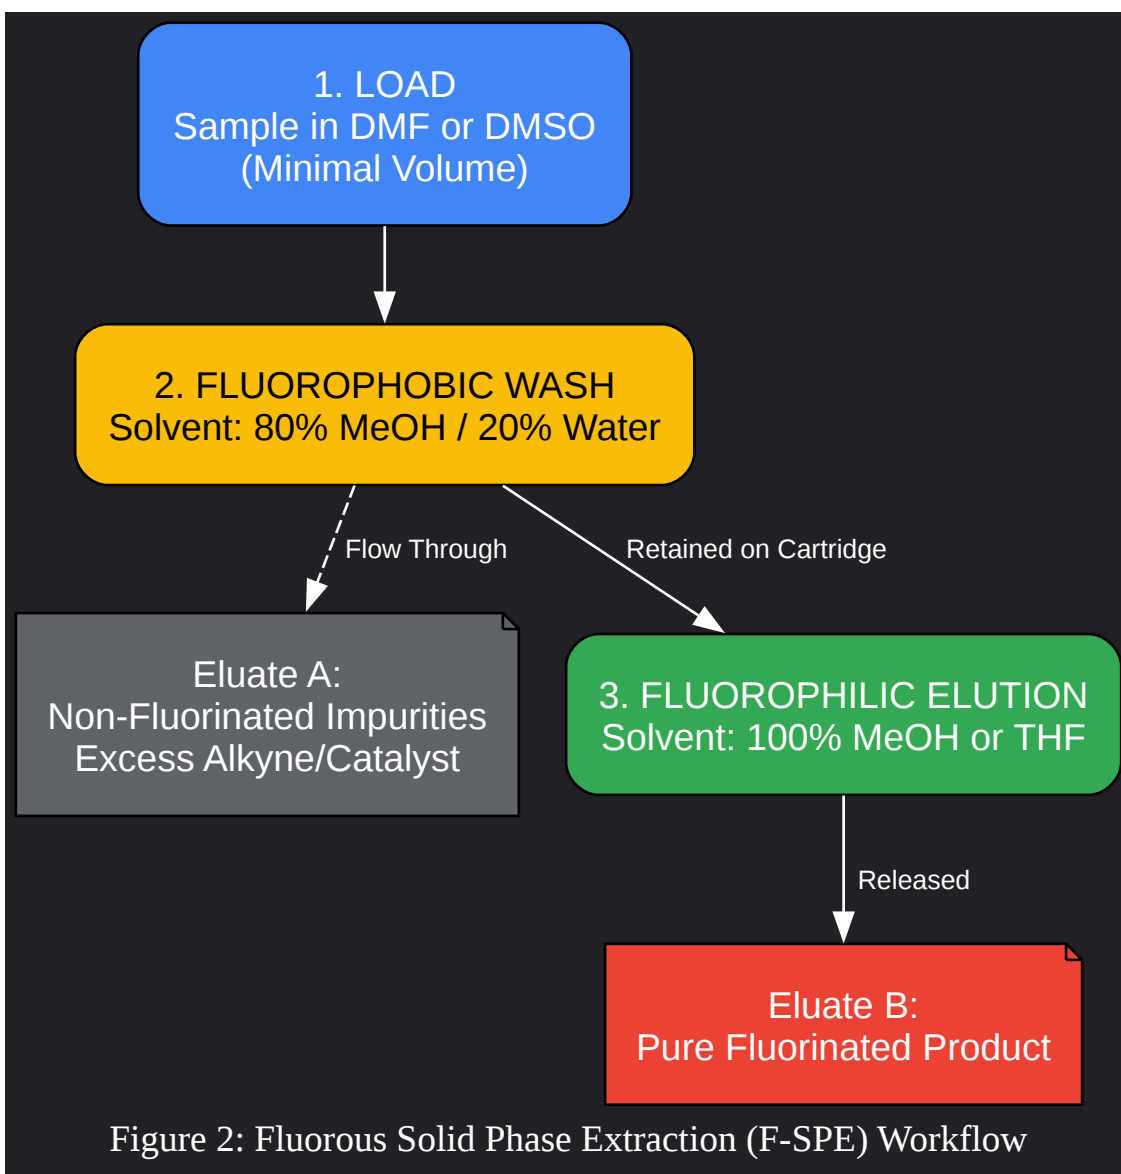 1. LOAD
Sample in DMF or DMSO
(Minimal Volume)
2. FLUOROPHOBIC WASH
Solvent: 80% MeOH / 20% Water
Flow Through
Retained on Cartridge
Eluate A:
Non-Fluorinated Impurities
Excess Alkyne/Catalyst
3. FLUOROPHILIC ELUTION
Solvent: 100% MeOH or THF
Released
Eluate B:
Pure Fluorinated Product
Figure 2: Fluorous Solid Phase Extraction (F-SPE) Workflow